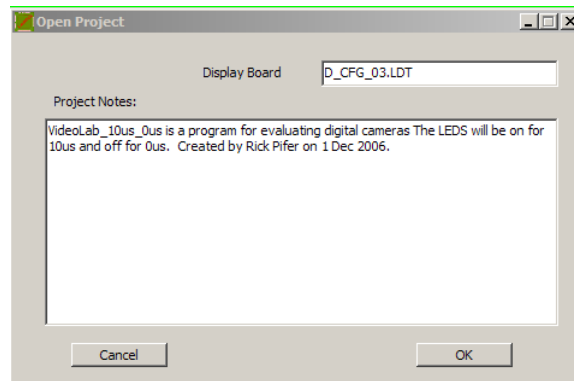 Open Project
Display Board D_CFG_03.LDT
Project Notes:
VideoLab_10us_0us is a program for evaluating digital cameras The LEDS will be on for
10us and off for 0us.  Created by Rick Pifer on 1 Dec 2006.
Cancel OK